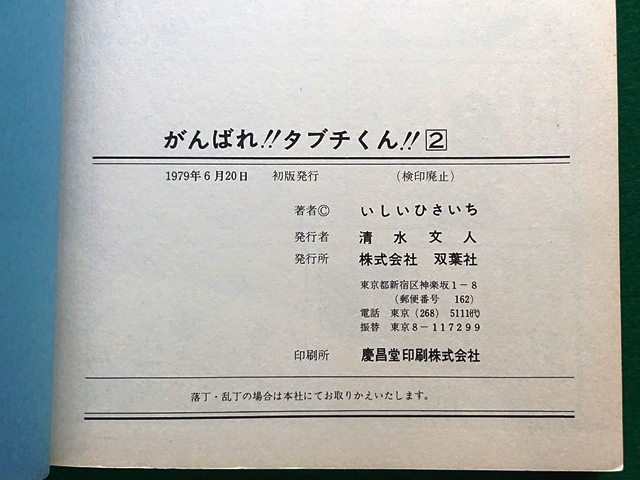 がんばれ!!タブチくん!! 2
1979年6月20日 初版発行 (検印廃止)
著者© いしいひさいち
発行者 清水文人
発行所 株式会社 双葉社
東京都新宿区神楽坂1-8
(郵便番号 162)
電話 東京(268) 5111代
振替 東京8-117299
印刷所 慶昌堂印刷株式会社
落丁・乱丁の場合は本社にてお取りかえいたします。